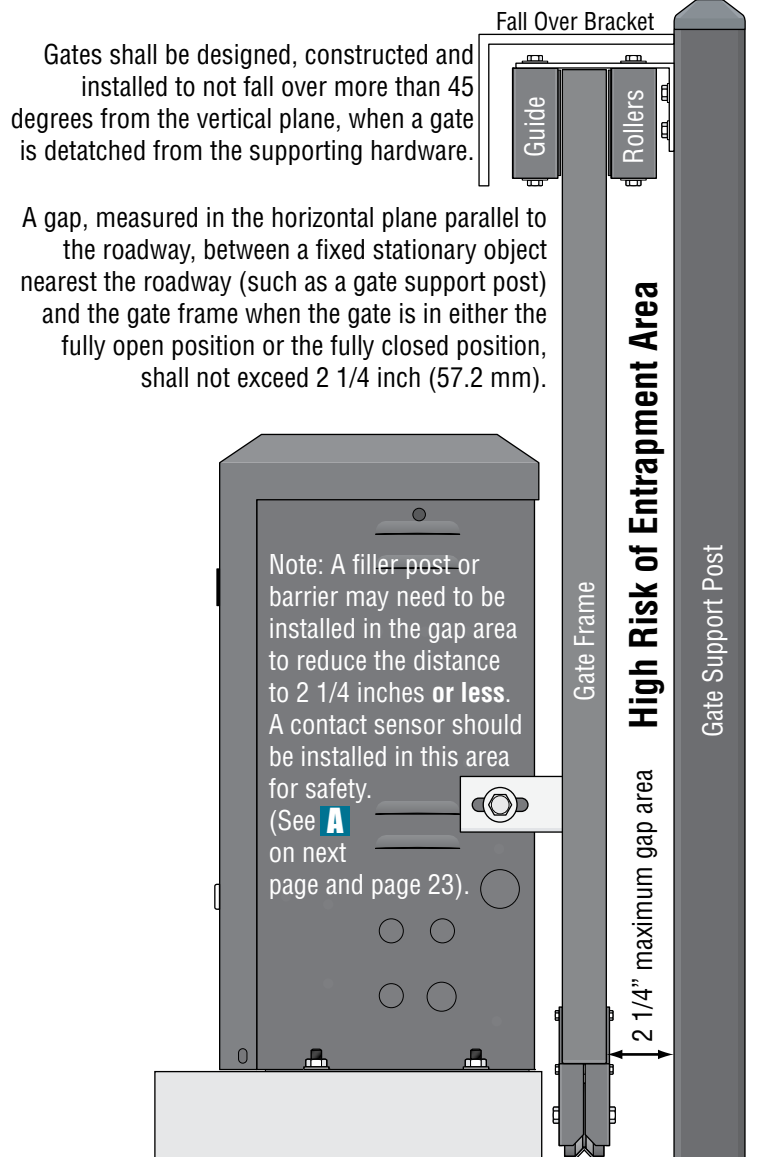 Fall Over Bracket
Gates shall be designed, constructed and
installed to not fall over more than 45
degrees from the vertical plane, when a gate
is detatched from the supporting hardware.
Guide
Rollers
A gap, measured in the horizontal plane parallel to
the roadway, between a fixed stationary object
nearest the roadway (such as a gate support post)
and the gate frame when the gate is in either the
fully open position or the fully closed position,
shall not exceed 2 1/4 inch (57.2 mm).
Note: A filler post or
barrier may need to be
installed in the gap area
to reduce the distance
to 2 1/4 inches or less.
A contact sensor should
be installed in this area
for safety.
(See A
on next
page and page 23).
Gate Frame
High Risk of Entrapment Area
2 1/4” maximum gap area
Gate Support Post